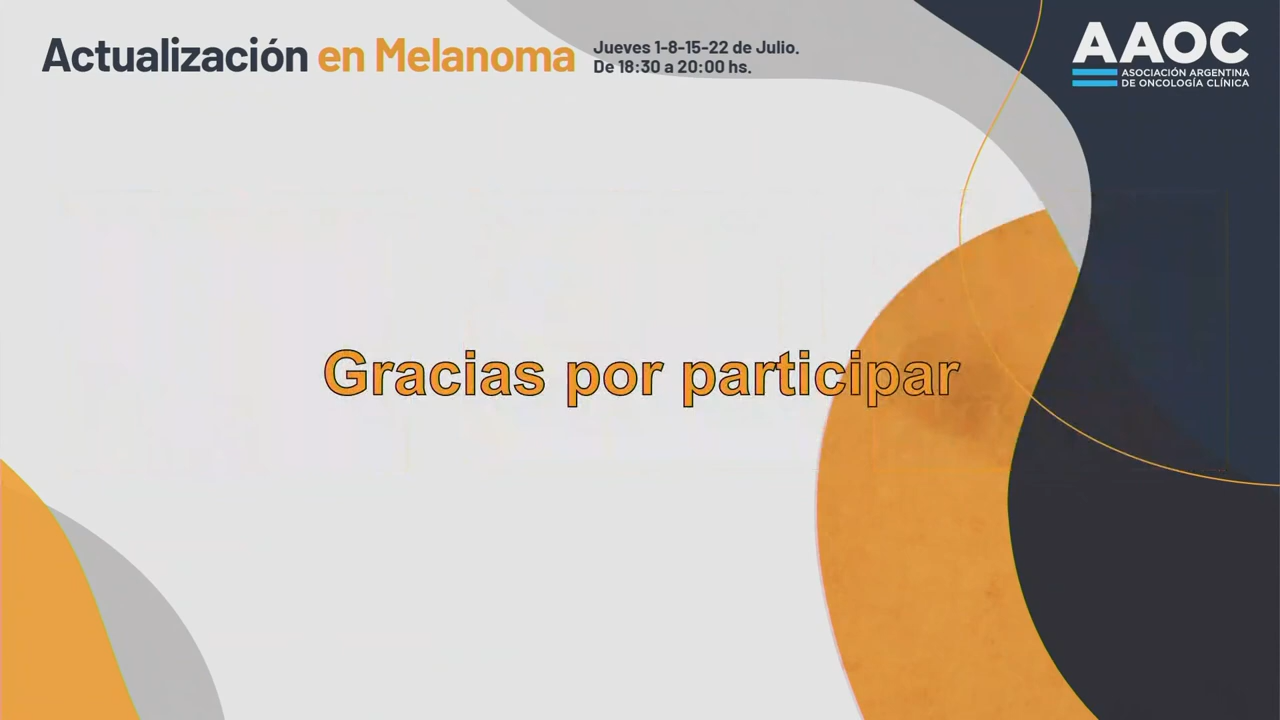 Actualización en Melanoma
Jueves 1-8-15-22 de Julio.
De 18:30 a 20:00 hs.
AAOC
ASOCIACIÓN ARGENTINA
DE ONCOLOGÍA CLÍNICA
Gracias por participar